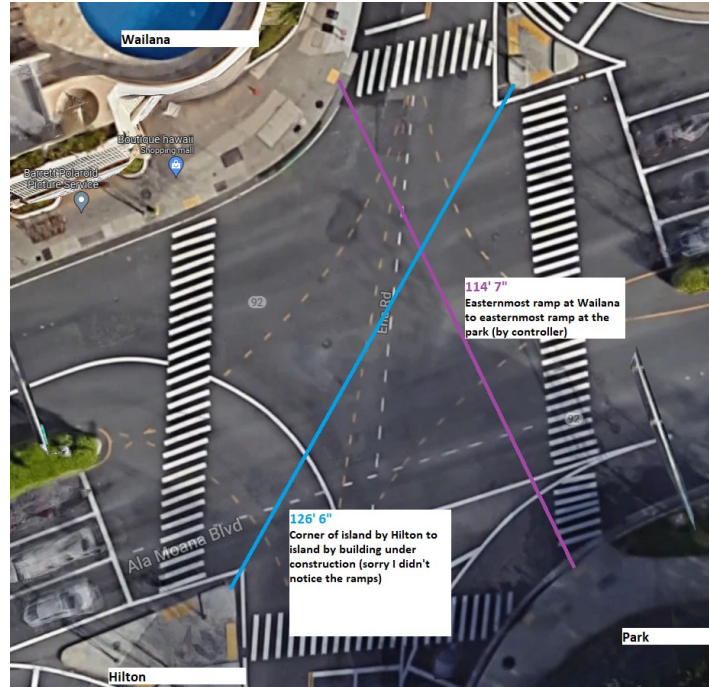 Wailana
Boutique hawaii
Shopping mall
Barrett Polaroid
Picture Service
92
Ena Rd
114' 7"
Easternmost ramp at Wailana
to easternmost ramp at the
park (by controller)
92
126' 6"
Corner of island by Hilton to
island by building under
construction (sorry I didn't
notice the ramps)
Ala Moana Blvd
Park
Hilton